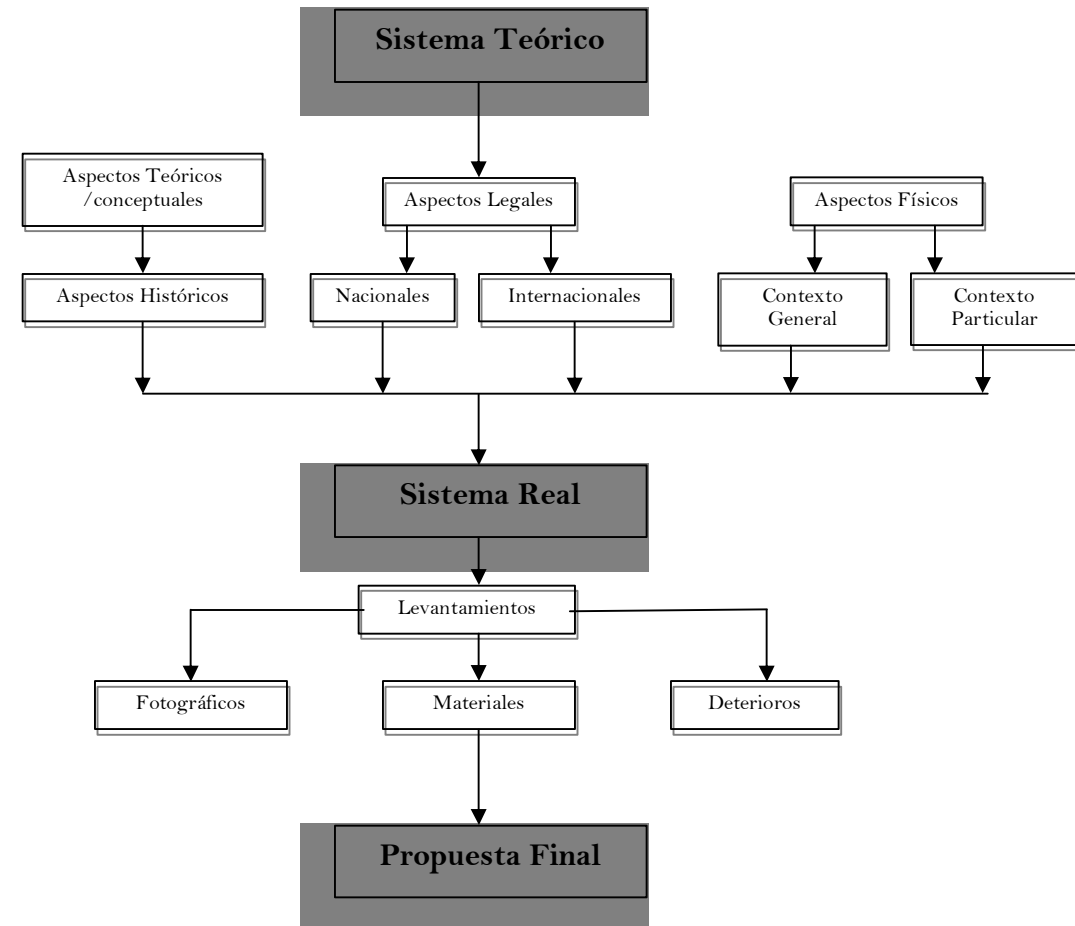 Sistema Teórico
Aspectos Teóricos
/conceptuales
Aspectos Legales
Aspectos Físicos
Aspectos Históricos
Nacionales
Internacionales
Contexto
General
Contexto
Particular
Sistema Real
Levantamientos
Fotográficos
Materiales
Deterioros
Propuesta Final